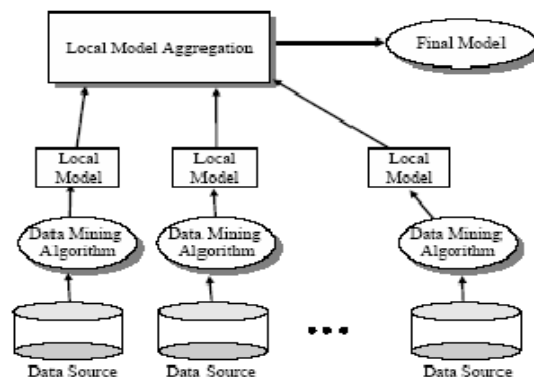 Local Model Aggregation
Final Model
Local
Model
Local
Model
Local
Model
Data Mining
Algorithm
Data Mining
Algorithm
Data Mining
Algorithm
Data Source
Data Source
Data Source